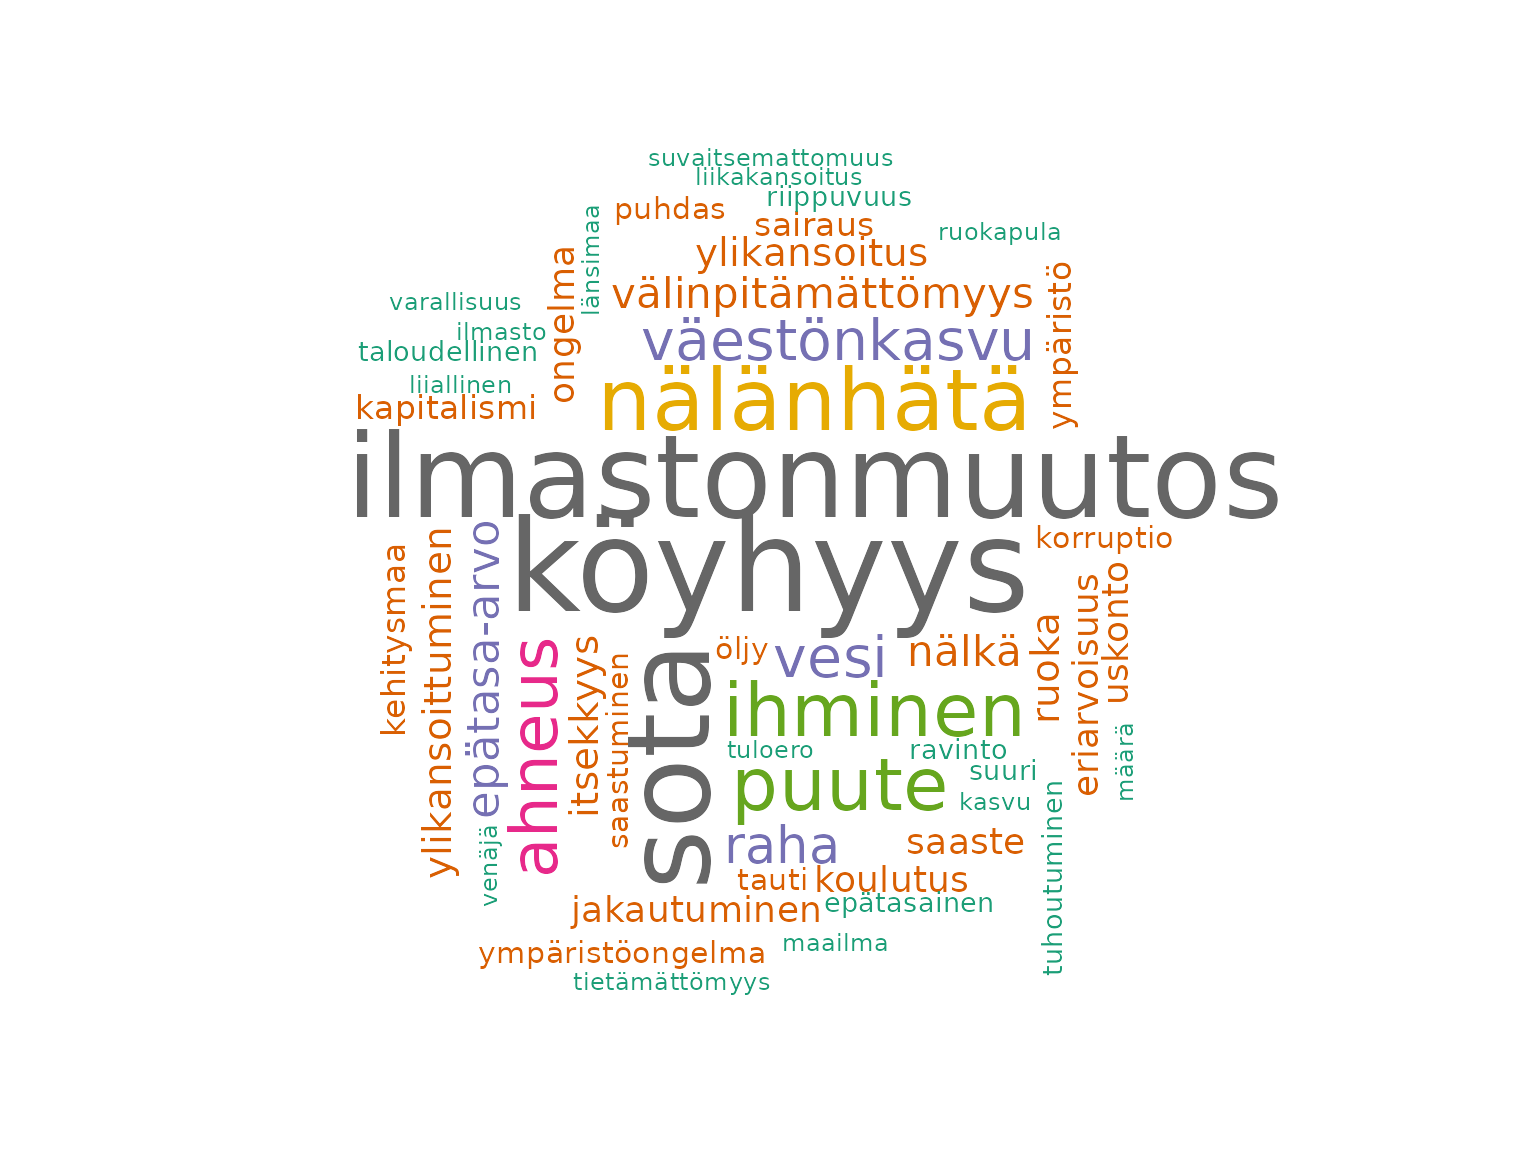 suvaitsemattomuus
liikakansoitus
riippuvuus
puhdas
sairaus
länsimaa
ruokapula
ylikansoitus
ongelma
välinpitämättömyys
ympäristö
varallisuus
ilmasto
väestönkasvu
taloudellinen
liiallinen
nälänhätä
kapitalismi
ilmastonmuutos
köyhyys
korruptio
kehitysmaa
ylikansoittuminen
epätasa-arvo
ahneus
itsekkyys
saastuminen
sota
öljy
vesi
nälkä
ruoka
eriarvoisuus
uskonto
ihminen
tuloero
ravinto
määrä
suuri
puute
kasvu
venäjä
raha
saaste
tuhoutuminen
tauti
koulutus
jakautuminen
epätasainen
ympäristöongelma
maailma
tietämättömyys